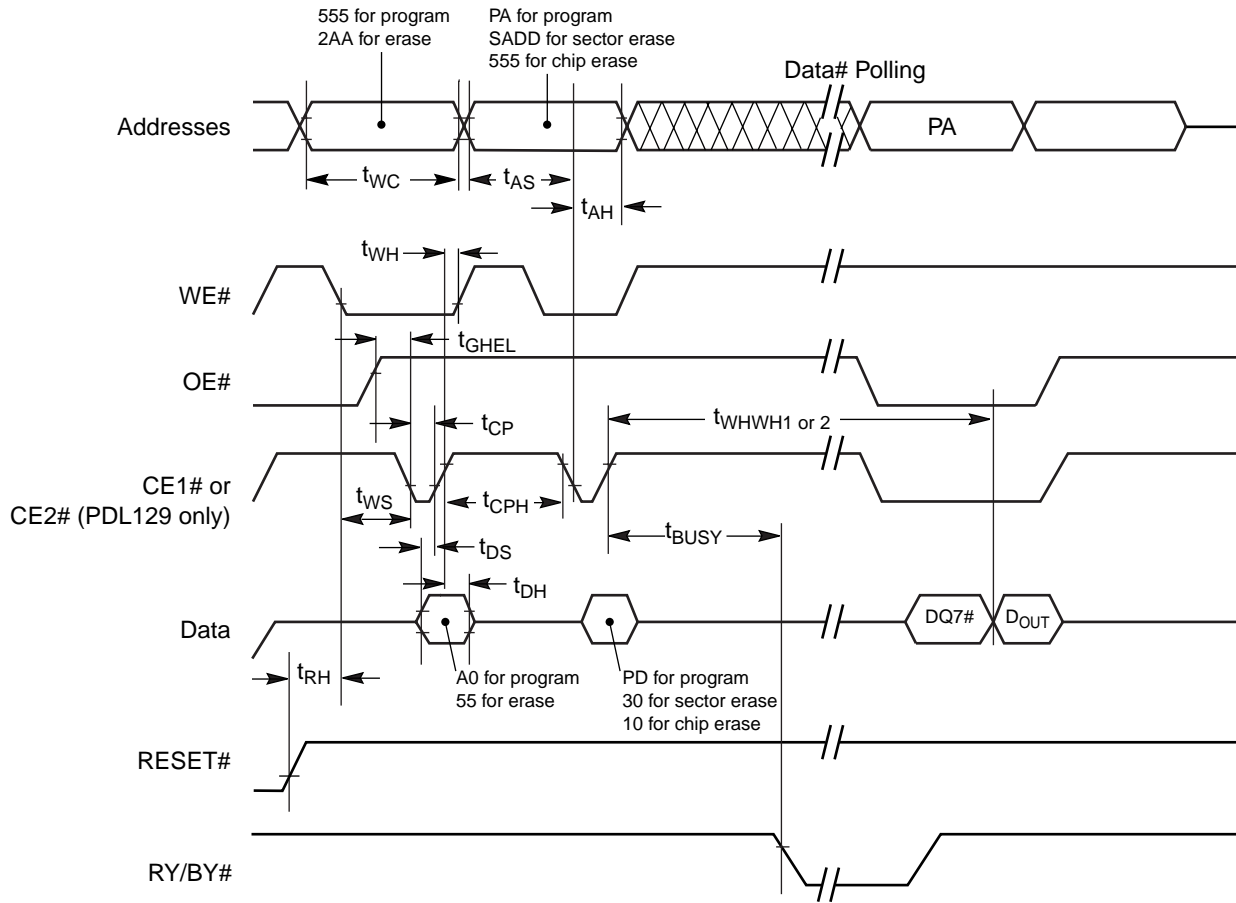 555 for program
2AA for erase
PA for program
SADD for sector erase
555 for chip erase
Data# Polling
Addresses
PA
tWC
tAS
tAH
tWH
WE#
tGHEL
OE#
tWHWH1 or 2
tCP
CE1# or
CE2# (PDL129 only)
tWS
tCPH
tBUSY
tDS
tDH
Data
DQ7#
DOUT
tRH
A0 for program
55 for erase
PD for program
30 for sector erase
10 for chip erase
RESET#
RY/BY#